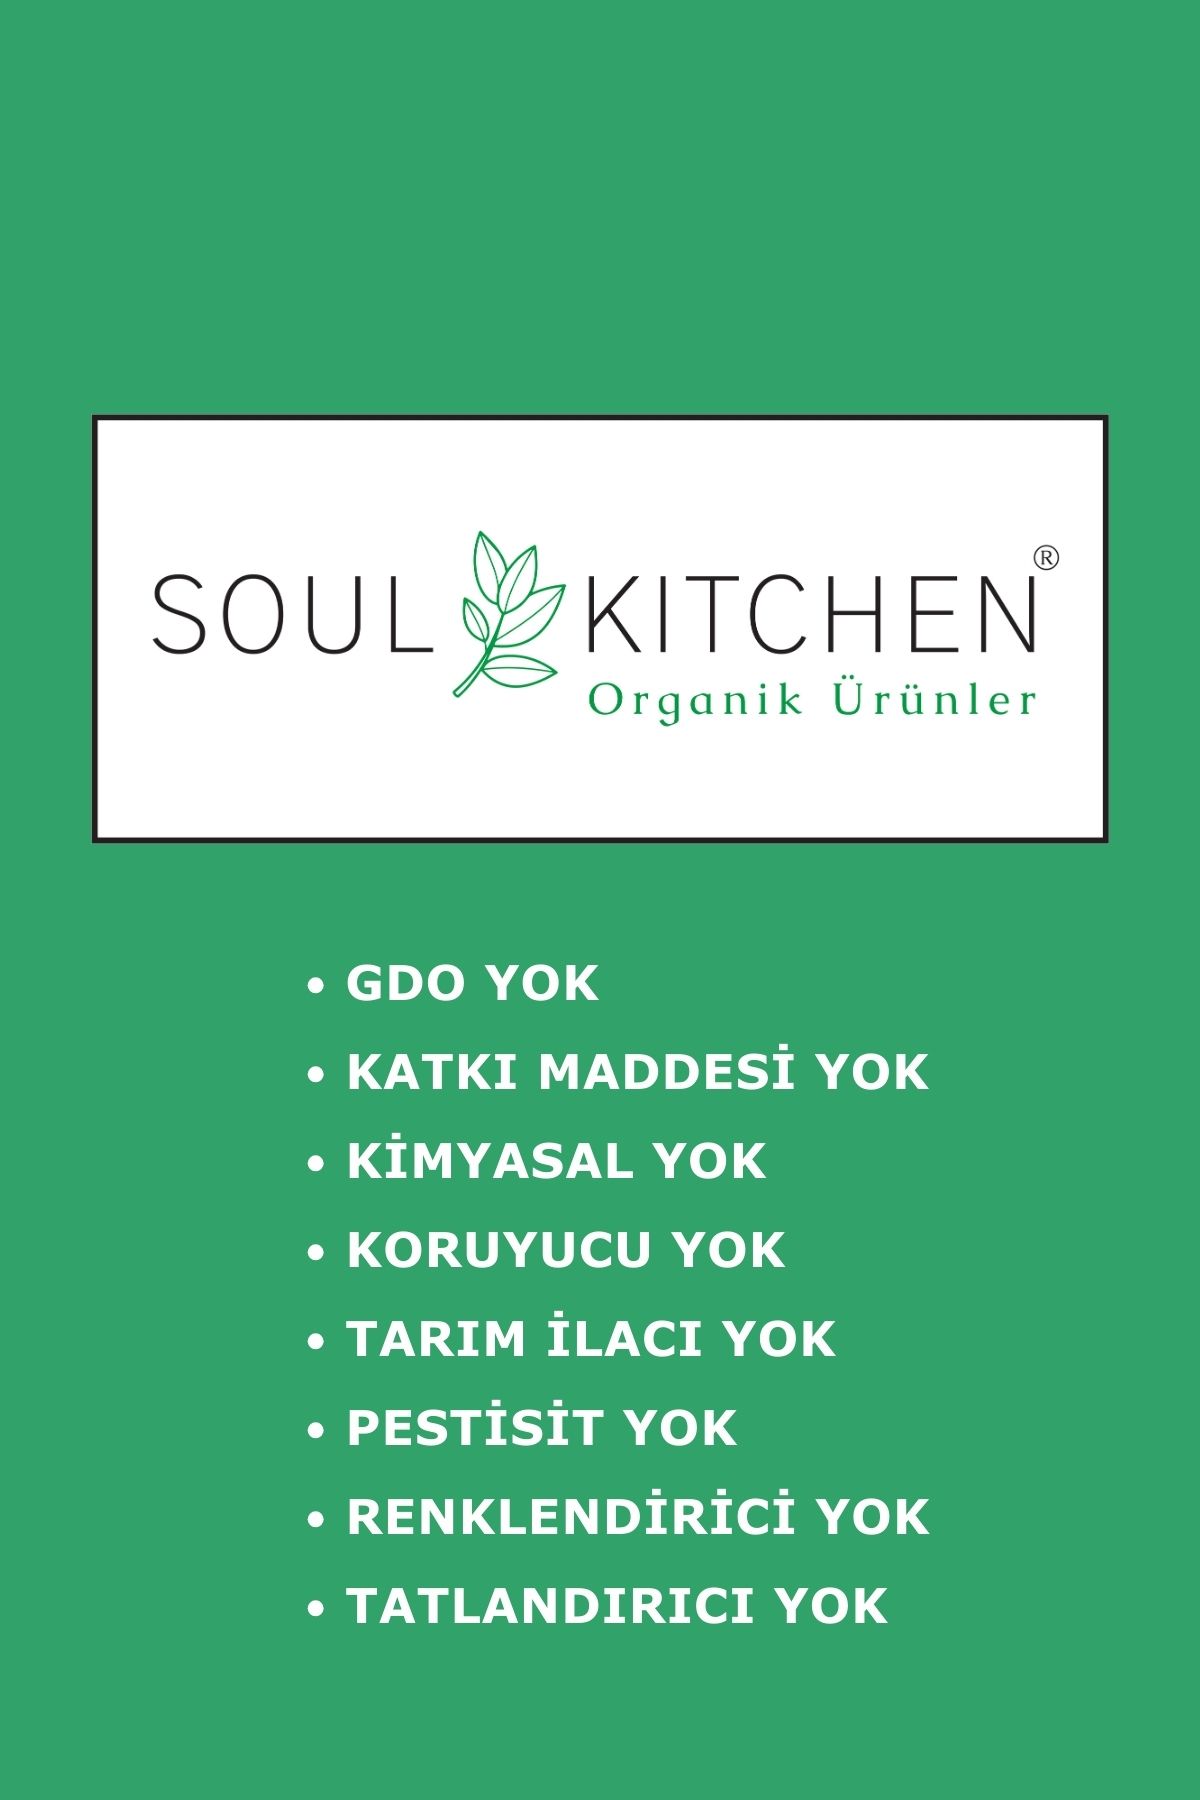 SOUL KITCHEN®
Organik Ürünler
• GDO YOK
• KATKI MADDESİ YOK
• KİMYASAL YOK
• KORUYUCU YOK
• TARIM İLACI YOK
• PESTİSİT YOK
• RENKLENDİRİCİ YOK
• TATLANDIRICI YOK